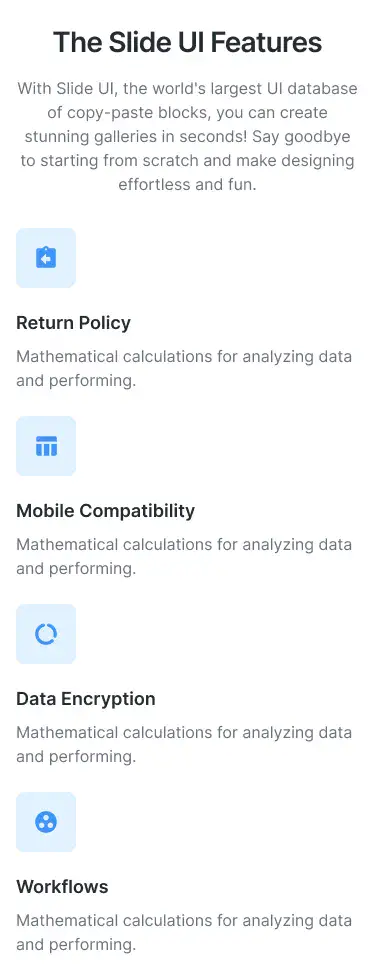 The Slide UI Features
With Slide UI, the world's largest UI database
of copy-paste blocks, you can create
stunning galleries in seconds! Say goodbye
to starting from scratch and make designing
effortless and fun.
Return Policy
Mathematical calculations for analyzing data
and performing.
Mobile Compatibility
Mathematical calculations for analyzing data
and performing.
Data Encryption
Mathematical calculations for analyzing data
and performing.
Workflows
Mathematical calculations for analyzing data
and performing.